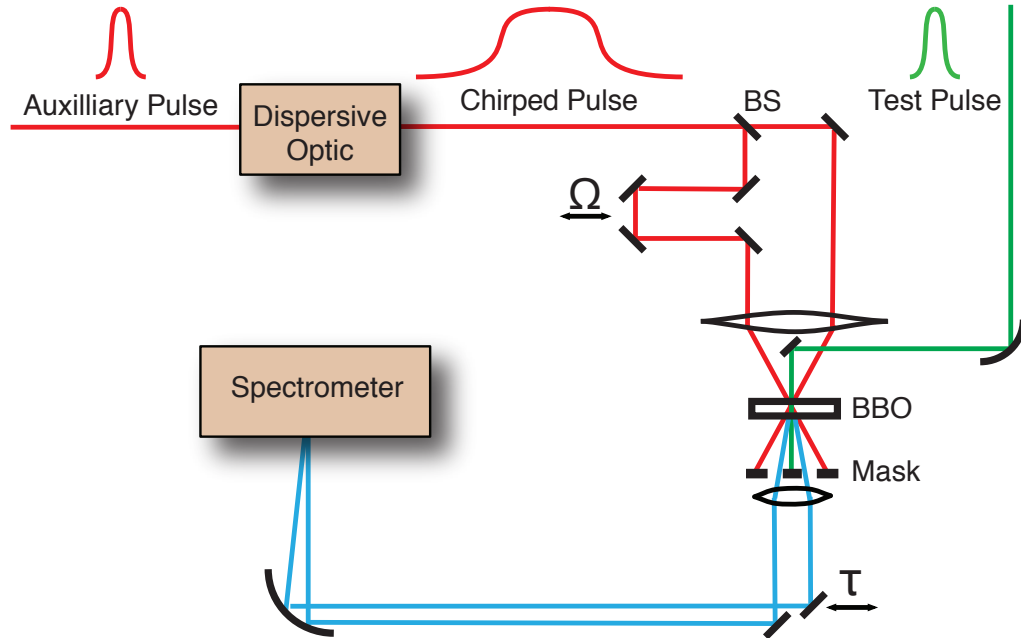 Auxilliary Pulse
Dispersive
Optic
Chirped Pulse
BS
Test Pulse
Ω
Spectrometer
BBO
Mask
τ